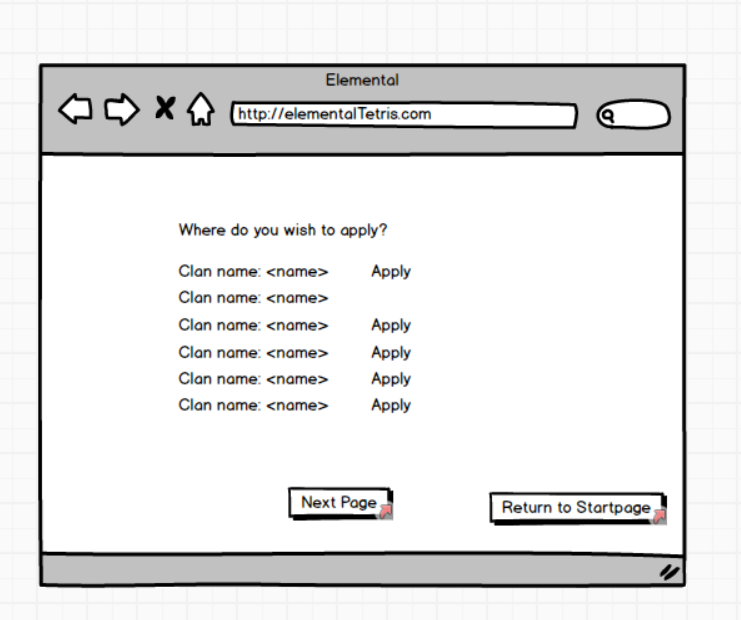 Elemental
http://elementalTetris.com
Where do you wish to apply?
Clan name: <name> Apply
Clan name: <name>
Clan name: <name> Apply
Clan name: <name> Apply
Clan name: <name> Apply
Clan name: <name> Apply
Next Page
Return to Startpage